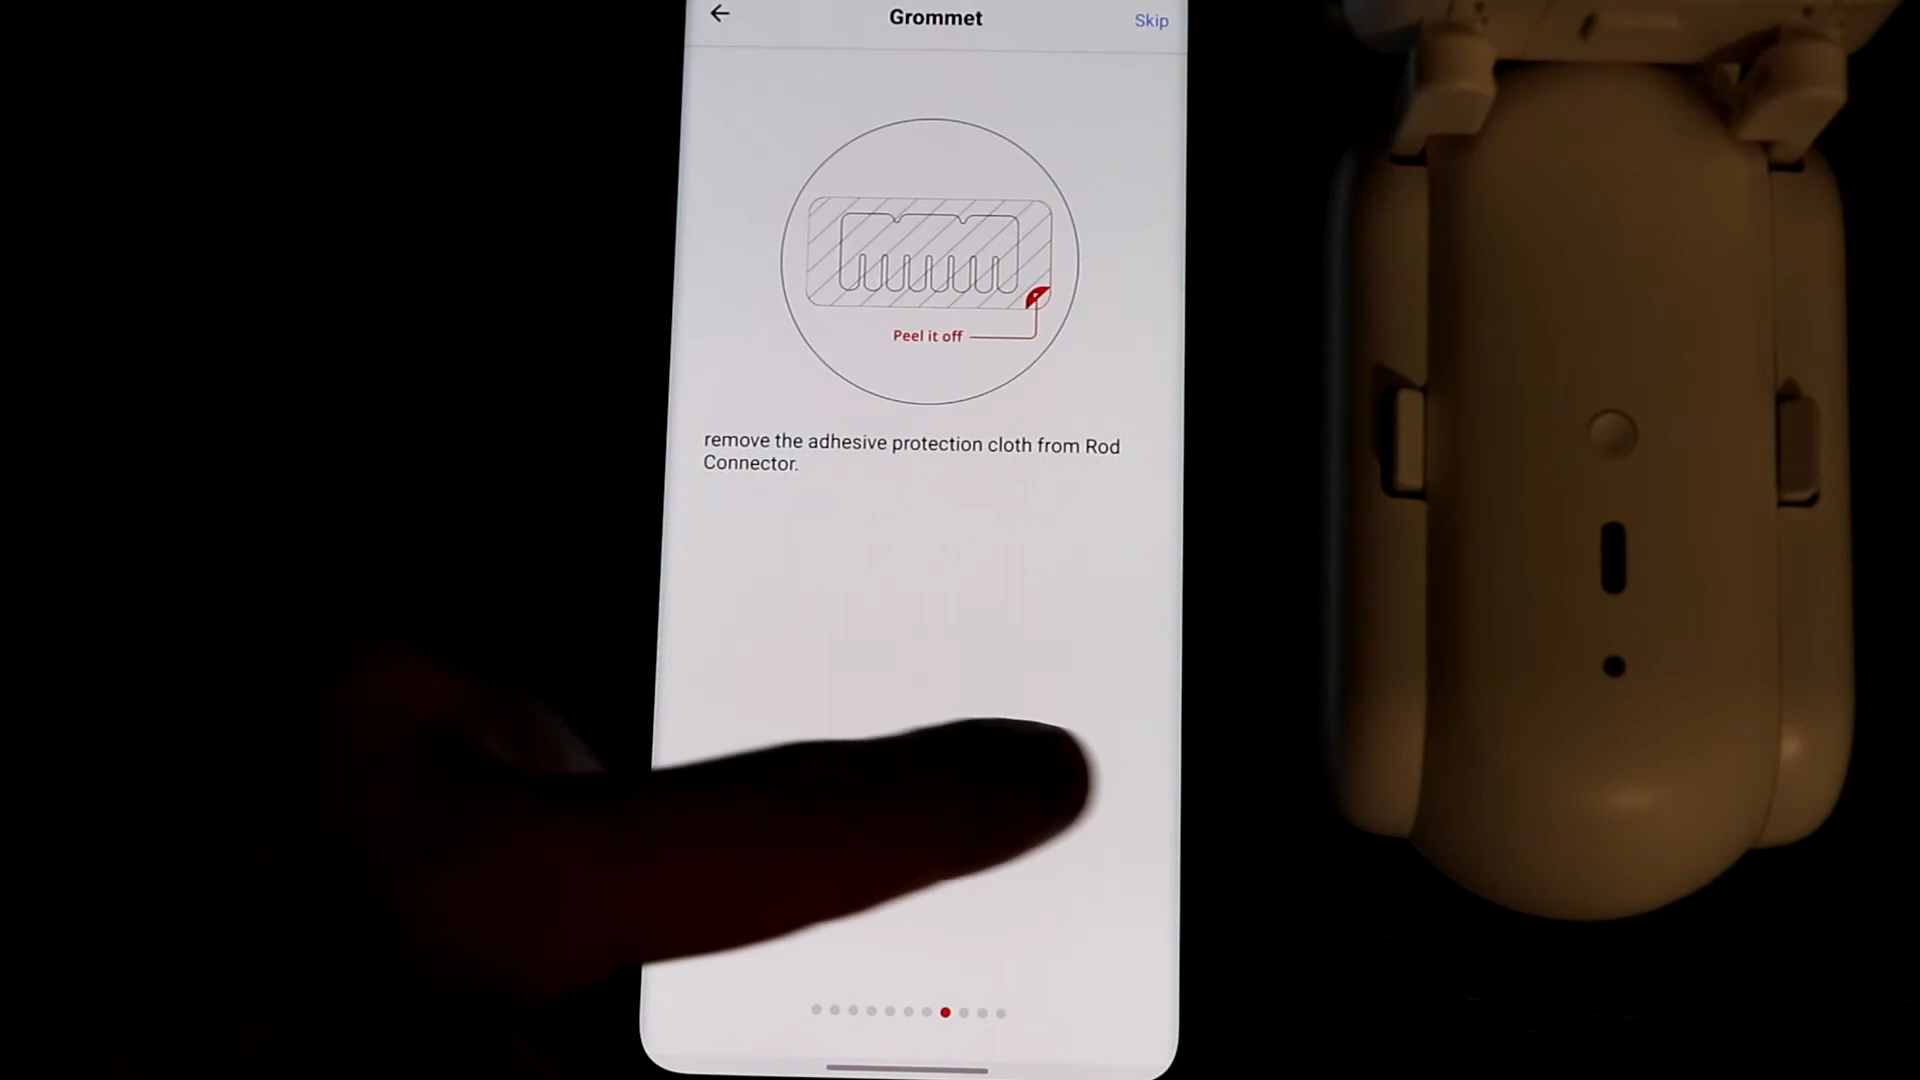 Grommet
Skip
Peel it off
remove the adhesive protection cloth from Rod
Connector.